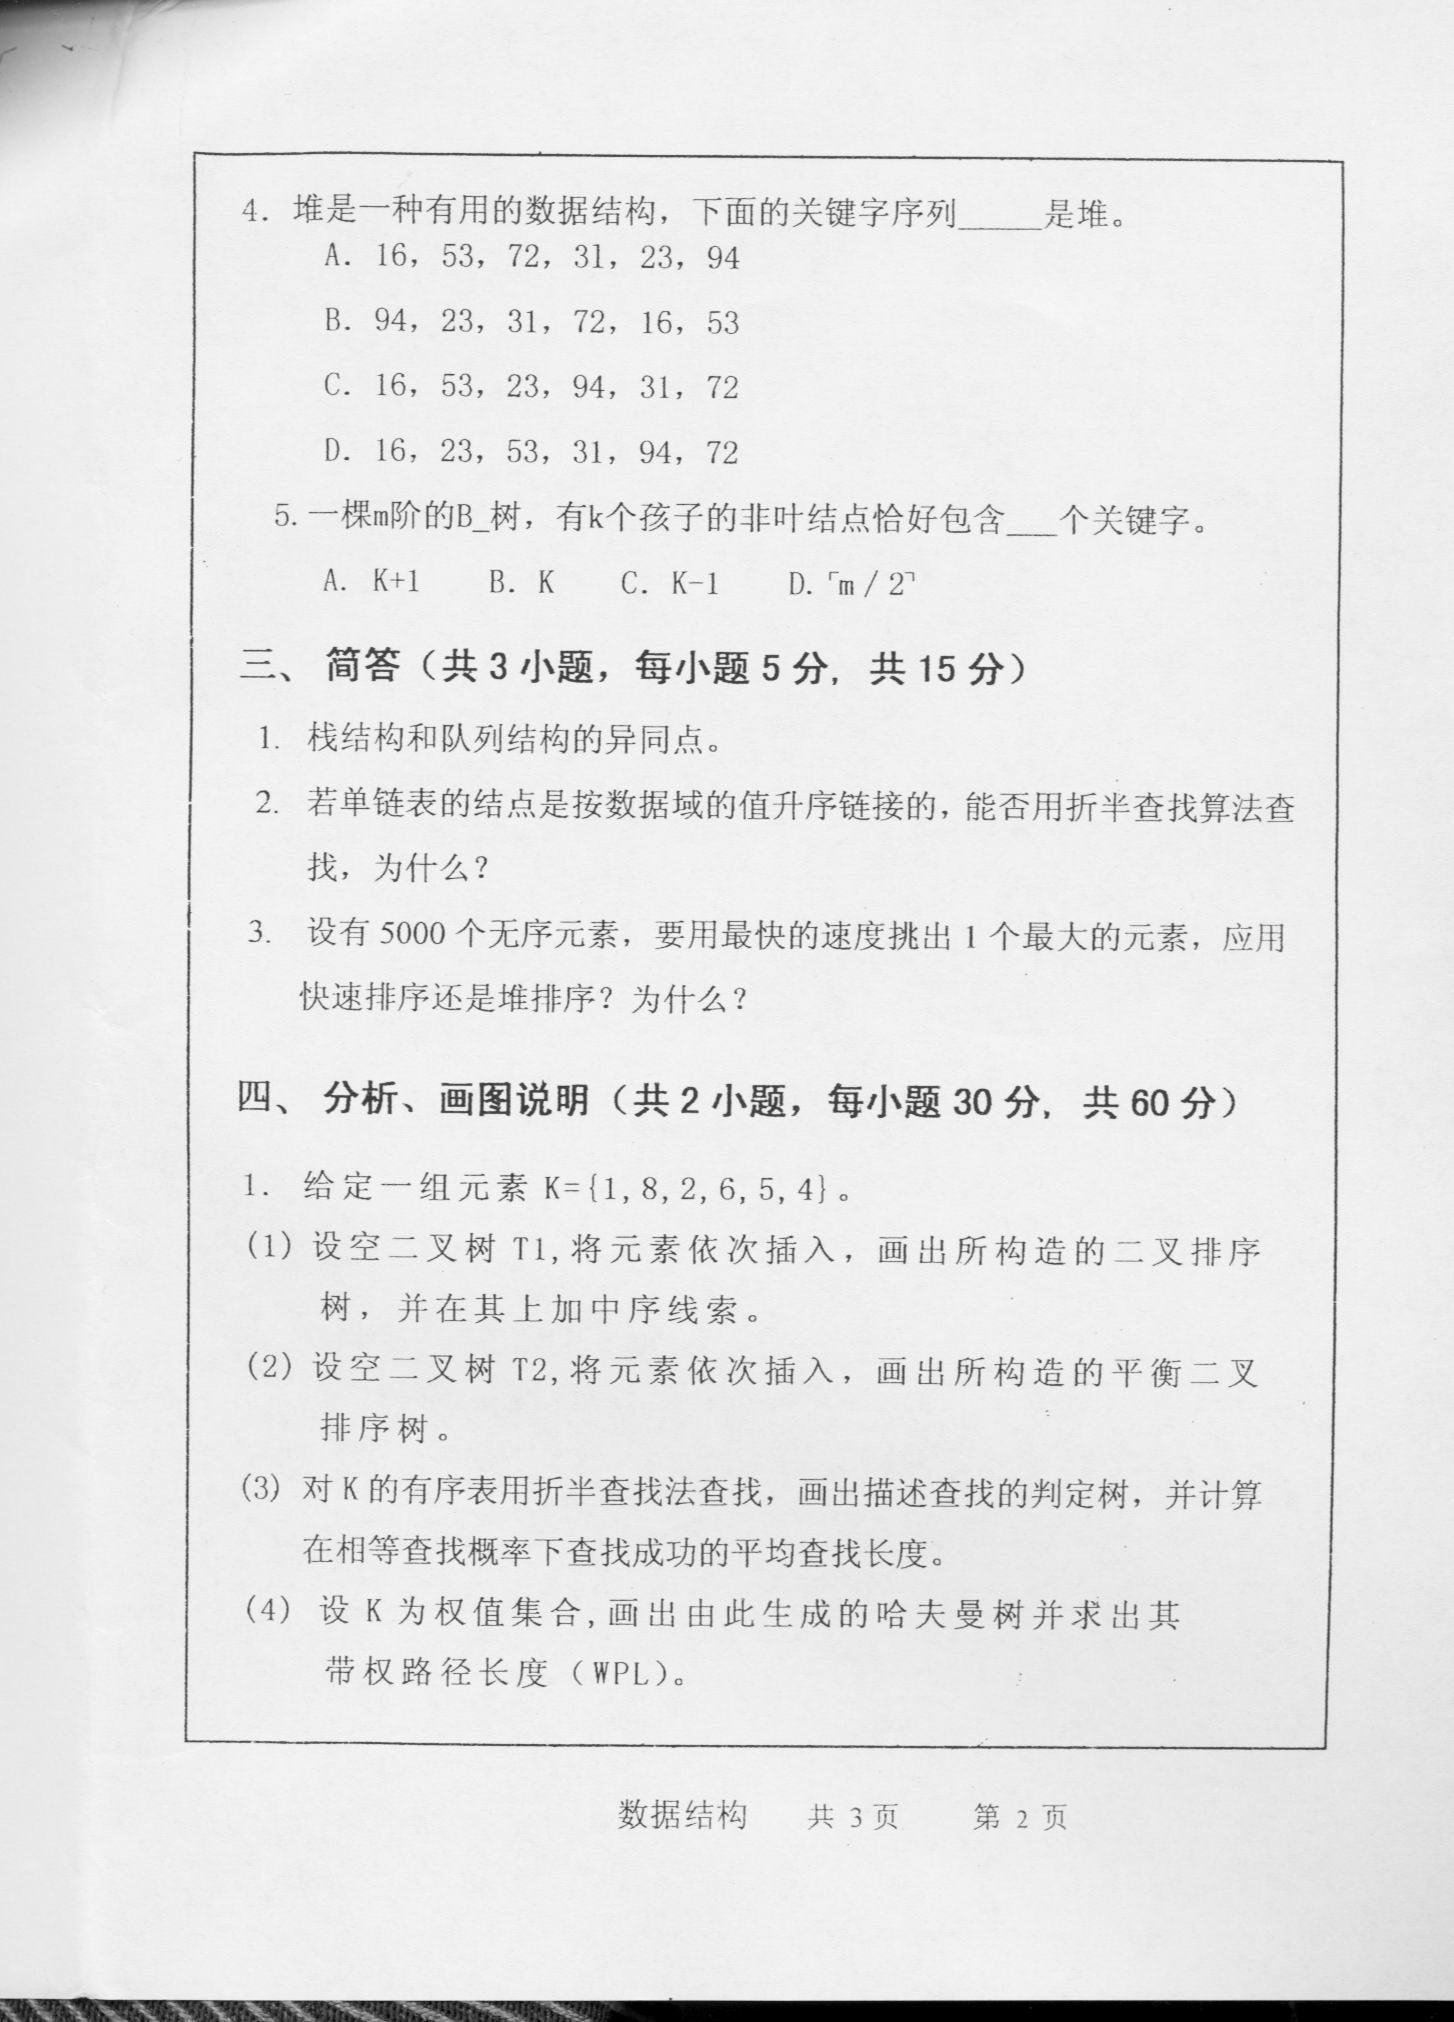 4. 堆是一种有用的数据结构，下面的关键字序列_____是堆。
A. 16，53，72，31，23，94
B. 94，23，31，72，16，53
C. 16，53，23，94，31，72
D. 16，23，53，31，94，72
5. 一棵m阶的B_树，有k个孩子的非叶结点恰好包含___个关键字。
A. K+1 B. K C. K-1 D.「m / 2┐
三、 简答（共 3 小题，每小题 5 分，共 15 分）
1. 栈结构和队列结构的异同点。
2. 若单链表的结点是按数据域的值升序链接的，能否用折半查找算法查
找，为什么？
3. 设有 5000 个无序元素，要用最快的速度挑出 1 个最大的元素，应用
快速排序还是堆排序？为什么？
四、 分析、画图说明（共 2 小题，每小题 30 分，共 60 分）
1. 给定一组元素 K={1,8,2,6,5,4}。
(1) 设空二叉树 T1,将元素依次插入，画出所构造的二叉排序
树，并在其上加中序线索。
(2) 设空二叉树 T2,将元素依次插入，画出所构造的平衡二叉
排序树。
(3) 对 K 的有序表用折半查找法查找，画出描述查找的判定树，并计算
在相等查找概率下查找成功的平均查找长度。
(4) 设 K 为权值集合,画出由此生成的哈夫曼树并求出其
带权路径长度（WPL）。
数据结构 共 3 页 第 2 页